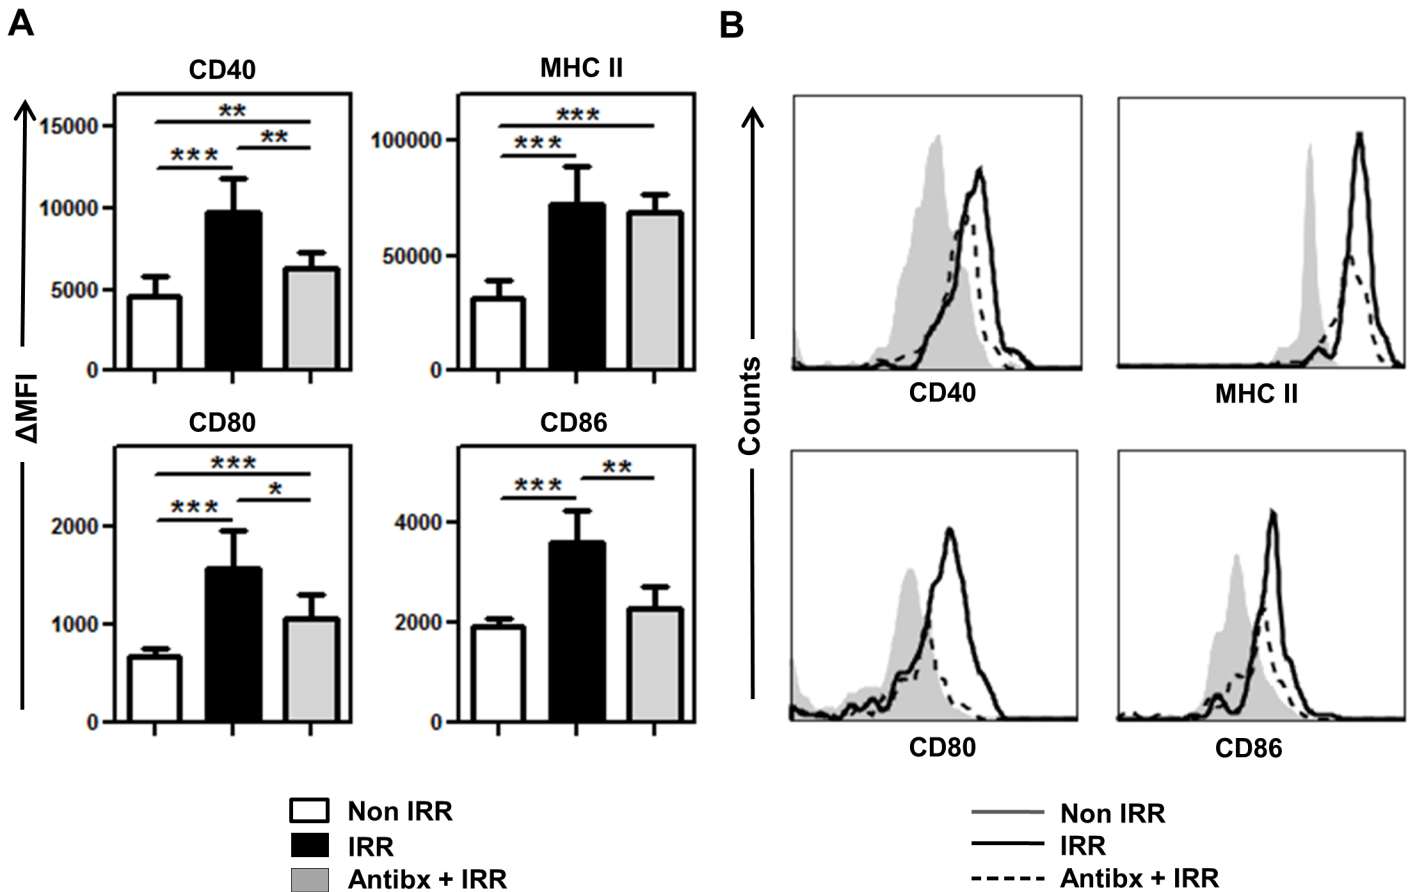 A
B
CD40
MHC II
15000
10000
5000
0
**
***
**
100000
50000
0
***
***
ΔMFI
CD80
CD86
2000
1000
0
***
***
*
4000
2000
0
***
**
Non IRR
IRR
Antibx + IRR
Counts
CD40
MHC II
CD80
CD86
Non IRR
IRR
Antibx + IRR